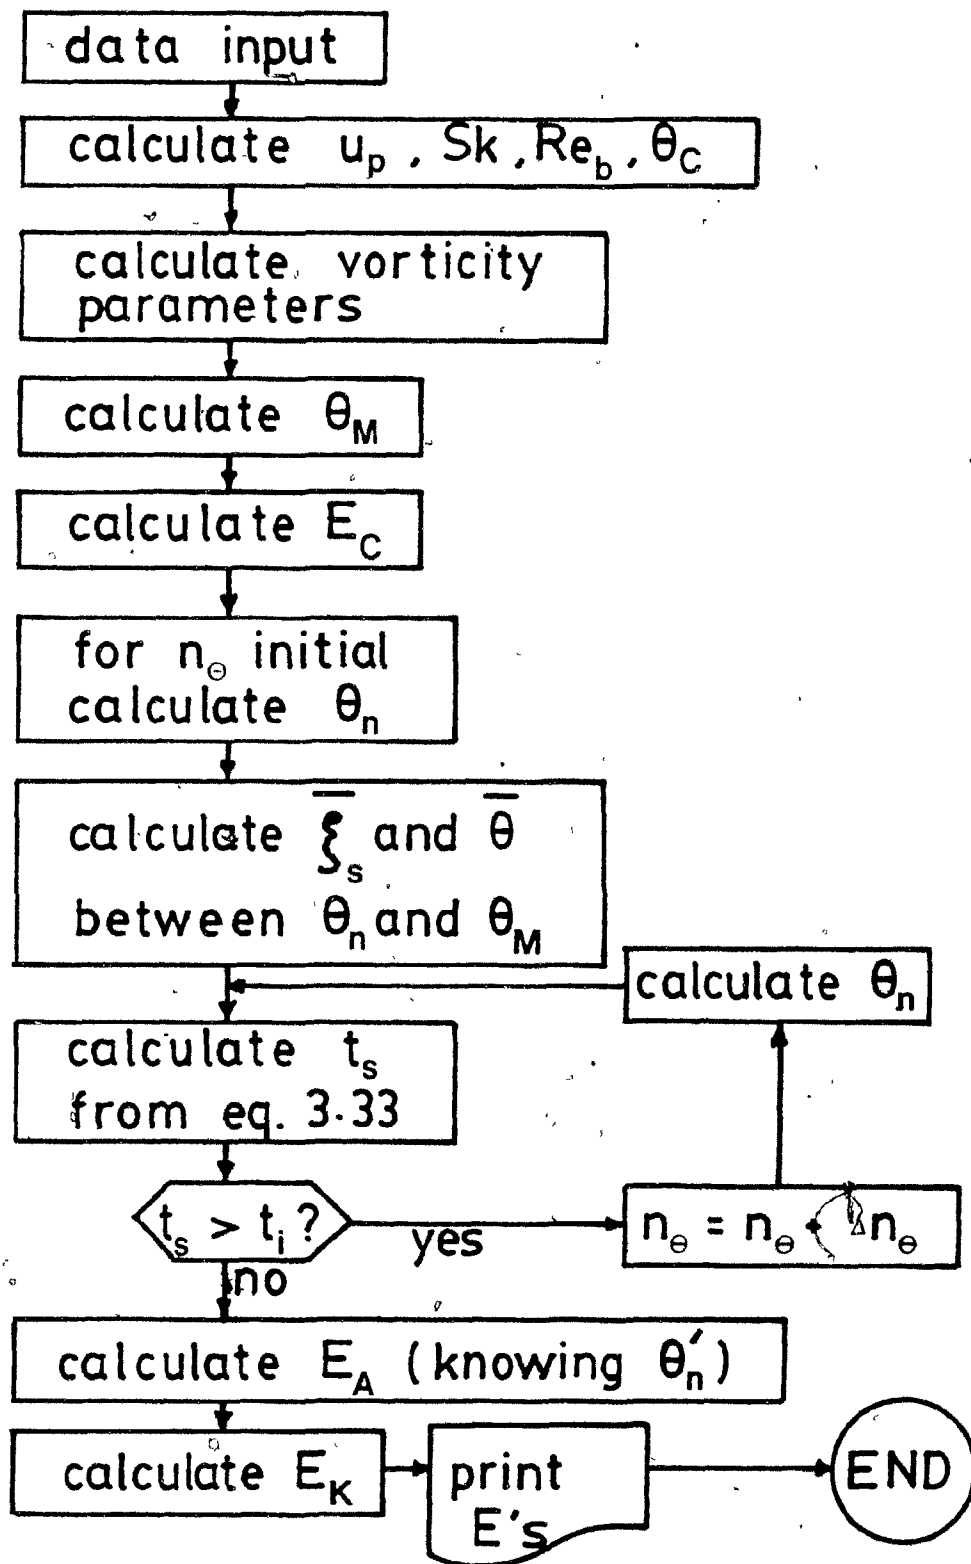 data input
calculate u_p, Sk, Re_b, θ_C
calculate vorticity
parameters
calculate θ_M
calculate E_C
for n_θ initial
calculate θ_n
calculate ξ̄_s and θ̄
between θ_n and θ_M
calculate θ_n
calculate t_s
from eq. 3.33
t_s > t_i ?
yes
n_θ = n_θ + Δn_θ
no
calculate E_A (knowing θ'_n)
calculate E_K
print
E's
END